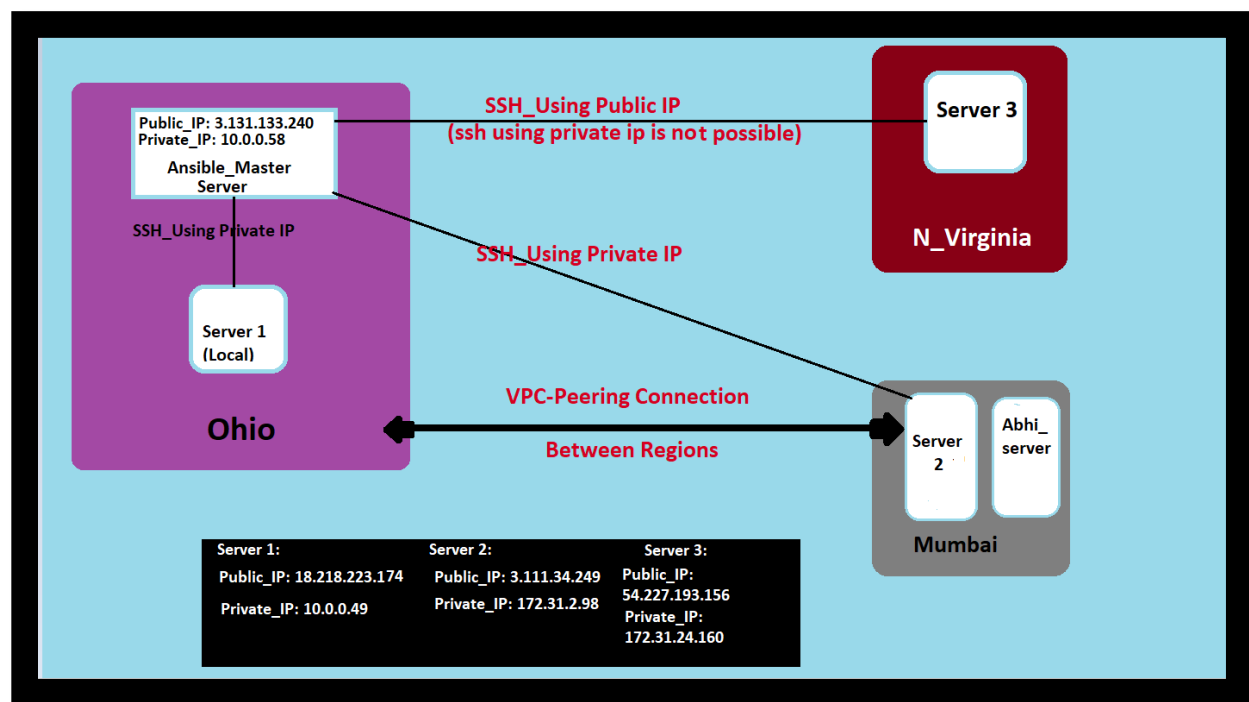 Public_IP: 3.131.133.240
Private_IP: 10.0.0.58
Ansible_Master
Server
SSH_Using Private IP
Server 1
(Local)
Ohio
SSH_Using Public IP
(ssh using private ip is not possible)
Server 3
N_Virginia
SSH_Using Private IP
VPC-Peering Connection
Between Regions
Server
2
Abhi_
server
Mumbai
Server 1:
Public_IP: 18.218.223.174
Private_IP: 10.0.0.49
Server 2:
Public_IP: 3.111.34.249
Private_IP: 172.31.2.98
Server 3:
Public_IP:
54.227.193.156
Private_IP:
172.31.24.160